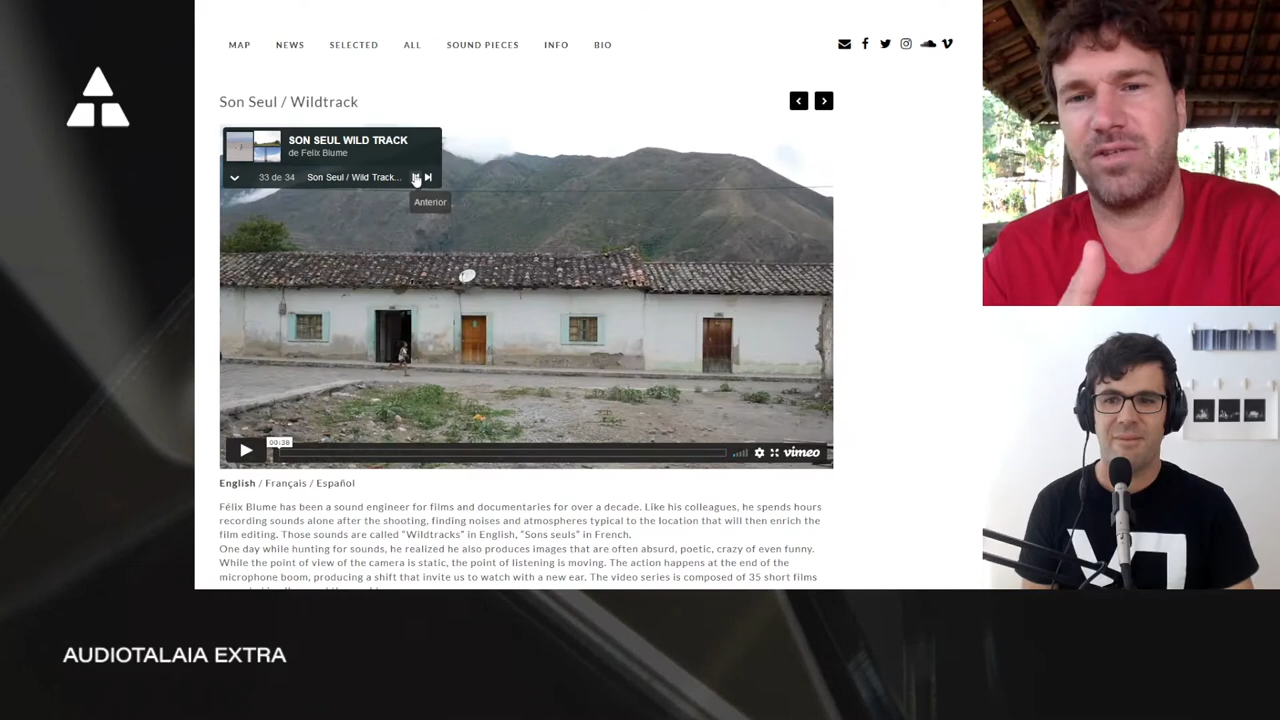 MAP NEWS SELECTED ALL SOUND PIECES INFO BIO
Son Seul / Wildtrack
SON SEUL WILD TRACK
de Felix Blume
33 de 34 Son Seul / Wild Track...
Anterior
00:38
vimeo
English / Français / Español
Félix Blume has been a sound engineer for films and documentaries for over a decade. Like his colleagues, he spends hours
recording sounds alone after the shooting, finding noises and atmospheres typical to the location that will then enrich the
film editing. Those sounds are called “Wildtracks” in English, “Sons seuls” in French.
One day while hunting for sounds, he realized he also produces images that are often absurd, poetic, crazy of even funny.
While the point of view of the camera is static, the point of listening is moving. The action happens at the end of the
microphone boom, producing a shift that invite us to watch with a new ear. The video series is composed of 35 short films
AUDIOTALAIA EXTRA